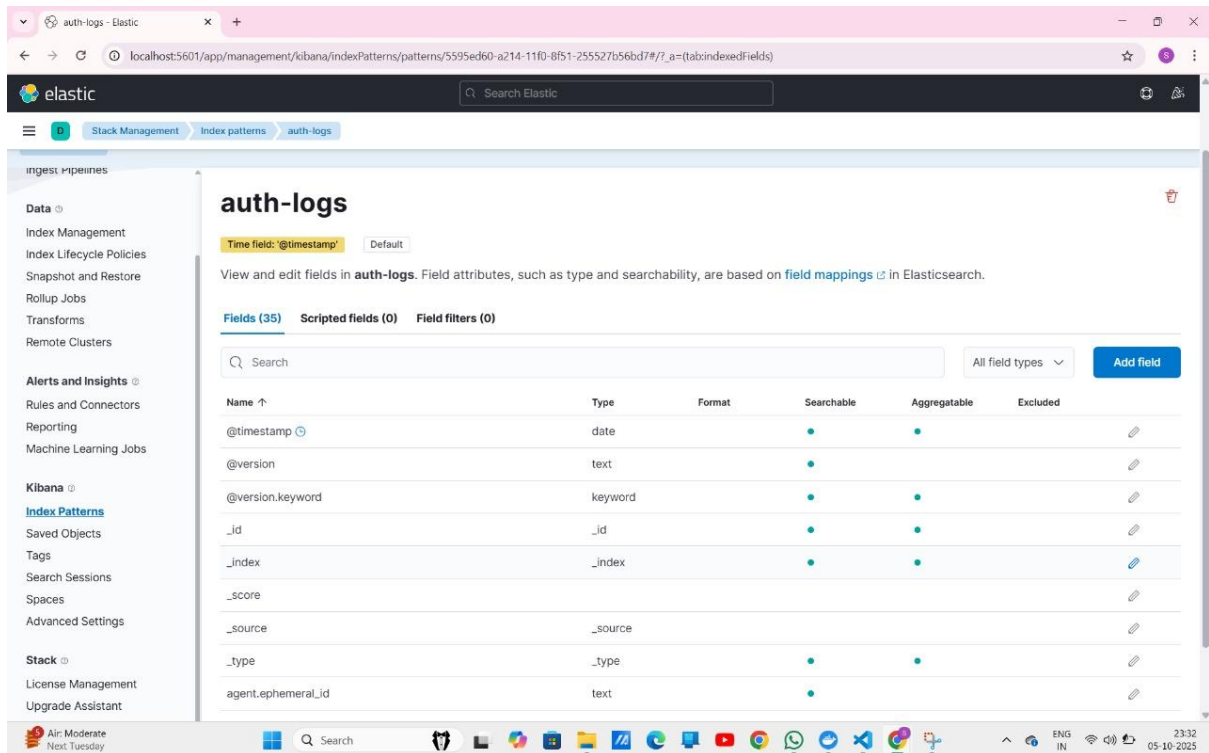 auth-logs - Elastic
localhost:5601/app/management/kibana/indexPatterns/patterns/5595ed60-a214-11f0-8f51-255527b56bd7#/?_a=(tab:indexedFields)
S
elastic
Search Elastic
D
Stack Management
Index patterns
auth-logs
Ingest Pipelines
Data
Index Management
Index Lifecycle Policies
Snapshot and Restore
Rollup Jobs
Transforms
Remote Clusters
Alerts and Insights
Rules and Connectors
Reporting
Machine Learning Jobs
Kibana
Index Patterns
Saved Objects
Tags
Search Sessions
Spaces
Advanced Settings
Stack
License Management
Upgrade Assistant
auth-logs
Time field: '@timestamp' Default
View and edit fields in auth-logs. Field attributes, such as type and searchability, are based on field mappings in Elasticsearch.
Fields (35) Scripted fields (0) Field filters (0)
Search All field types Add field
Name Type Format Searchable Aggregatable Excluded
@timestamp date
@version text
@version.keyword keyword
_id _id
_index _index
_score
_source _source
_type _type
agent.ephemeral_id text
5
Air: Moderate
Next Tuesday
Search
ENG
IN
23:32
05-10-2025